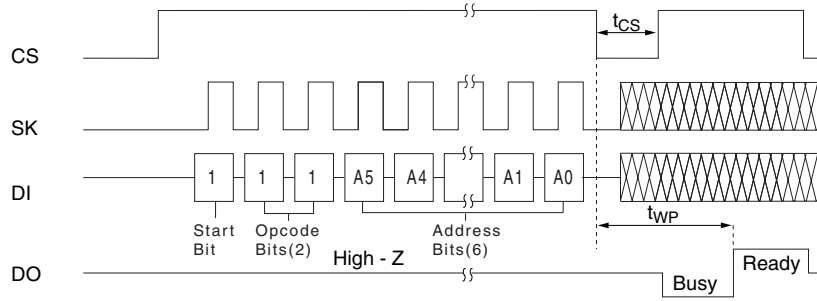 CS
tCS
SK
DI
1 1 1 A5 A4 A1 A0
Start
Bit
Opcode
Bits(2)
Address
Bits(6)
tWP
High - Z
DO
Busy
Ready